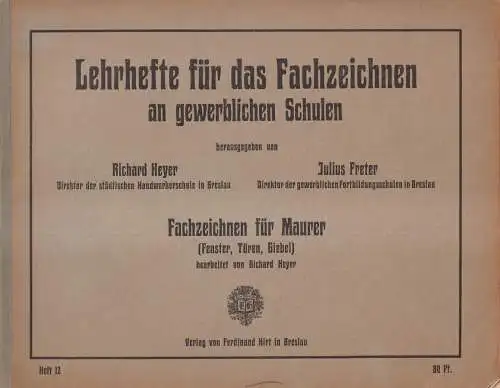 Lehrhefte für das Fachzeichnen
an gewerblichen Schulen
herausgegeben von
Richard Heyer
Direktor der städtischen Handwerkerschule in Breslau
Julius Freter
Direktor der gewerblichen Fortbildungsschulen in Breslau
Fachzeichnen für Maurer
(Fenster, Türen, Giebel)
bearbeitet von Richard Heyer
Verlag von Ferdinand Hirt in Breslau
Heft 12
Pf.